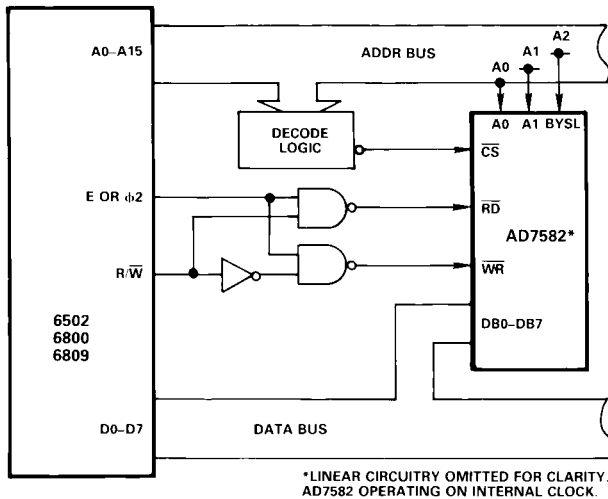 A0–A15
ADDR BUS
A2
A1
A0
A0 A1 BYSL
DECODE
LOGIC
CS
E OR ϕ2
RD
AD7582*
R/W
WR
6502
6800
6809
DB0–DB7
D0–D7
DATA BUS
*LINEAR CIRCUITRY OMITTED FOR CLARITY.
AD7582 OPERATING ON INTERNAL CLOCK.